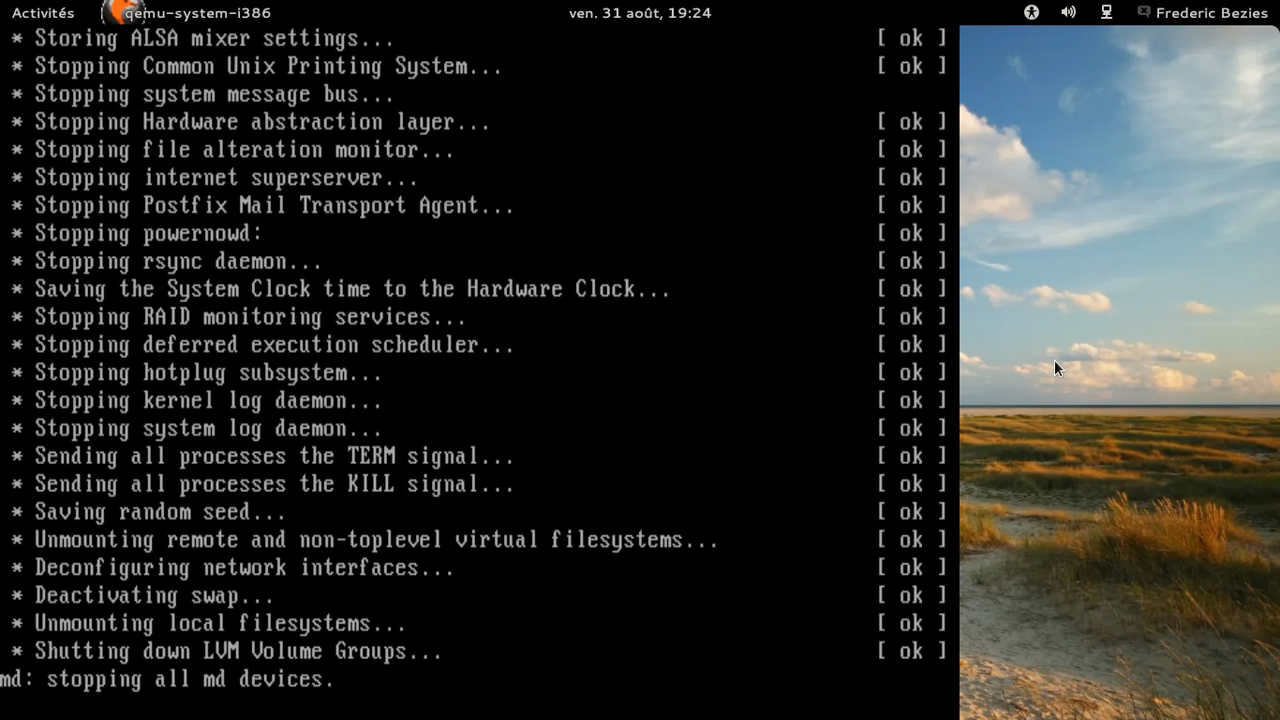 Activités qemu-system-i386 ven. 31 août, 19:24 Frederic Bezies
* Storing ALSA mixer settings... [ ok ]
* Stopping Common Unix Printing System... [ ok ]
* Stopping system message bus...
* Stopping Hardware abstraction layer... [ ok ]
* Stopping file alteration monitor... [ ok ]
* Stopping internet superserver... [ ok ]
* Stopping Postfix Mail Transport Agent... [ ok ]
* Stopping powernowd: [ ok ]
* Stopping rsync daemon... [ ok ]
* Saving the System Clock time to the Hardware Clock... [ ok ]
* Stopping RAID monitoring services... [ ok ]
* Stopping deferred execution scheduler... [ ok ]
* Stopping hotplug subsystem... [ ok ]
* Stopping kernel log daemon... [ ok ]
* Stopping system log daemon... [ ok ]
* Sending all processes the TERM signal... [ ok ]
* Sending all processes the KILL signal... [ ok ]
* Saving random seed... [ ok ]
* Unmounting remote and non-toplevel virtual filesystems... [ ok ]
* Deconfiguring network interfaces... [ ok ]
* Deactivating swap... [ ok ]
* Unmounting local filesystems... [ ok ]
* Shutting down LVM Volume Groups... [ ok ]
md: stopping all md devices.